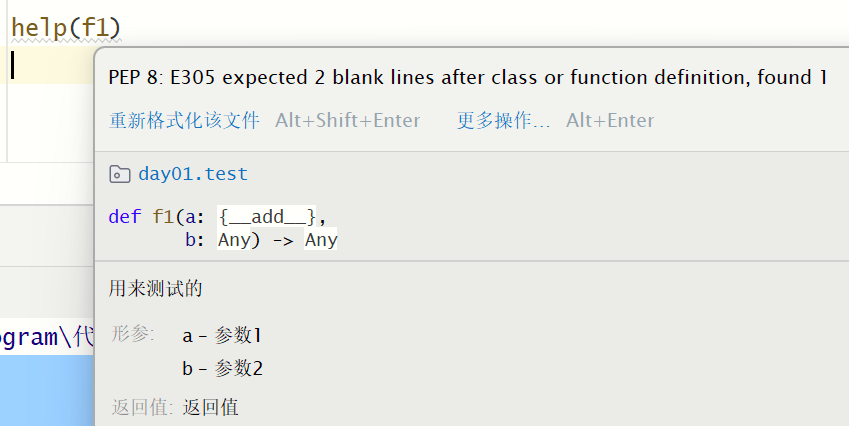 help(f1)
PEP 8: E305 expected 2 blank lines after class or function definition, found 1
重新格式化该文件 Alt+Shift+Enter 更多操作... Alt+Enter
day01.test
def f1(a: {__add__},
b: Any) -> Any
用来测试的
形参: a – 参数1
b – 参数2
返回值: 返回值
ogram\代